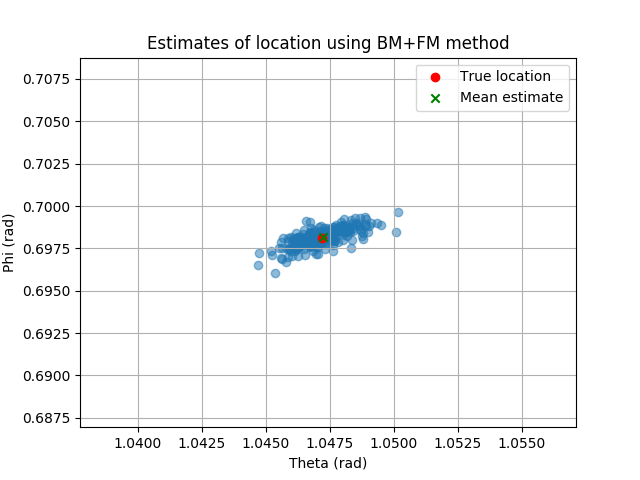 Estimates of location using BM+FM method
True location
Mean estimate
Phi (rad)
0.7075
0.7050
0.7025
0.7000
0.6975
0.6950
0.6925
0.6900
0.6875
1.0400 1.0425 1.0450 1.0475 1.0500 1.0525 1.0550
Theta (rad)